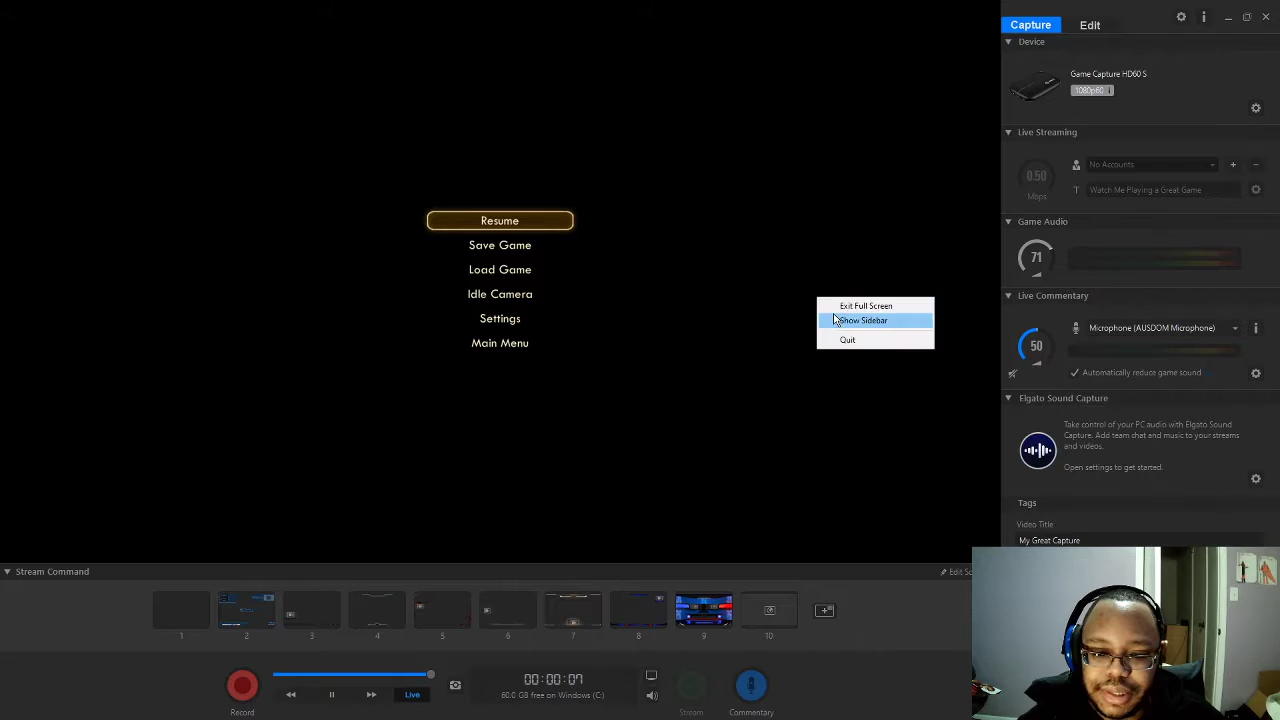 Capture
Edit
Device
Game Capture HD60 S
1080p60
Live Streaming
0.50
Mbps
No Accounts
Watch Me Playing a Great Game
Game Audio
71
Live Commentary
50
Microphone (AUSDOM Microphone)
Automatically reduce game sound
Elgato Sound Capture
Take control of your PC audio with Elgato Sound
Capture. Add team chat and music to your streams
and videos.
Open settings to get started.
Tags
Video Title
My Great Capture
Resume
Save Game
Load Game
Idle Camera
Settings
Main Menu
Exit Full Screen
Show Sidebar
Quit
Stream Command
Edit Sc
1
2
3
4
5
6
7
8
9
10
Record
Live
00:00:07
60.0 GB free on Windows (C:)
Stream
Commentary